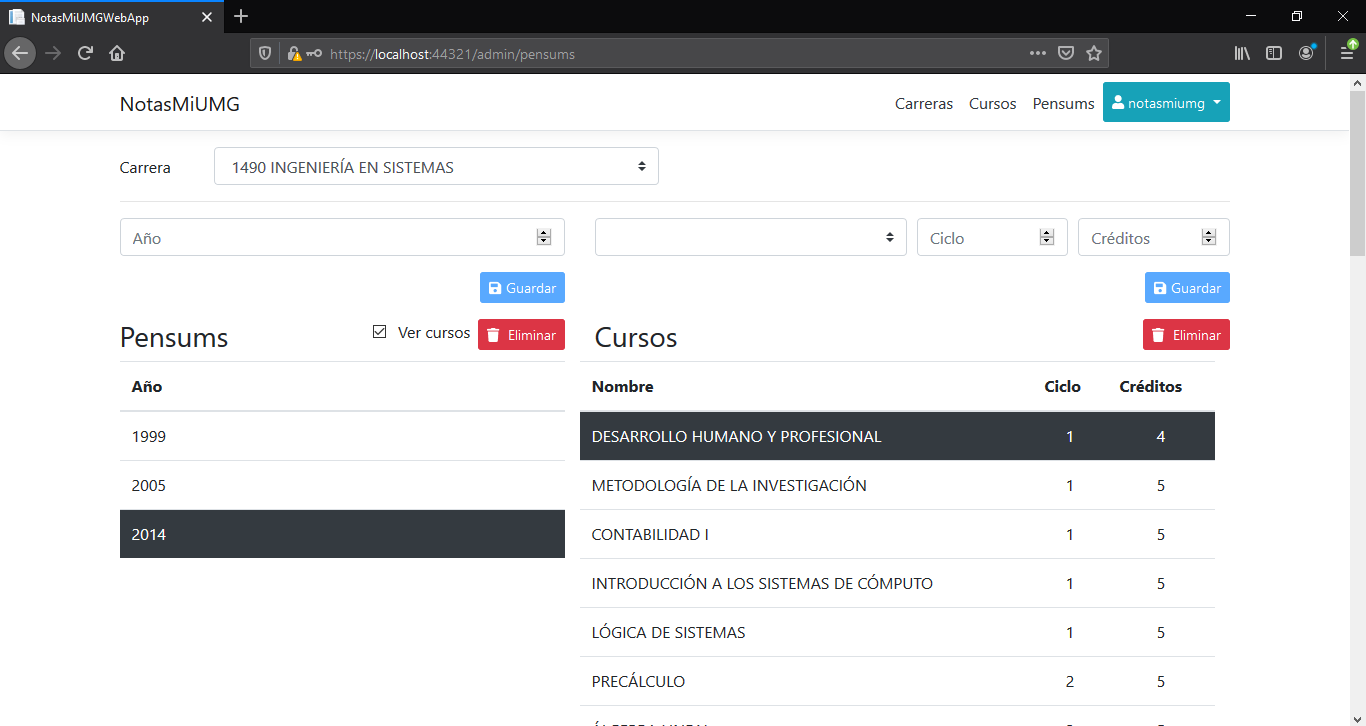 NotasMiUMGWebApp
https://localhost:44321/admin/pensums
NotasMiUMG Carreras Cursos Pensums notasmiumg
Carrera 1490 INGENIERÍA EN SISTEMAS
Año Ciclo Créditos
Guardar Guardar
Pensums Ver cursos Eliminar Cursos Eliminar
Año Nombre Ciclo Créditos
1999 DESARROLLO HUMANO Y PROFESIONAL 1 4
2005 METODOLOGÍA DE LA INVESTIGACIÓN 1 5
2014 CONTABILIDAD I 1 5
INTRODUCCIÓN A LOS SISTEMAS DE CÓMPUTO 1 5
LÓGICA DE SISTEMAS 1 5
PRECÁLCULO 2 5